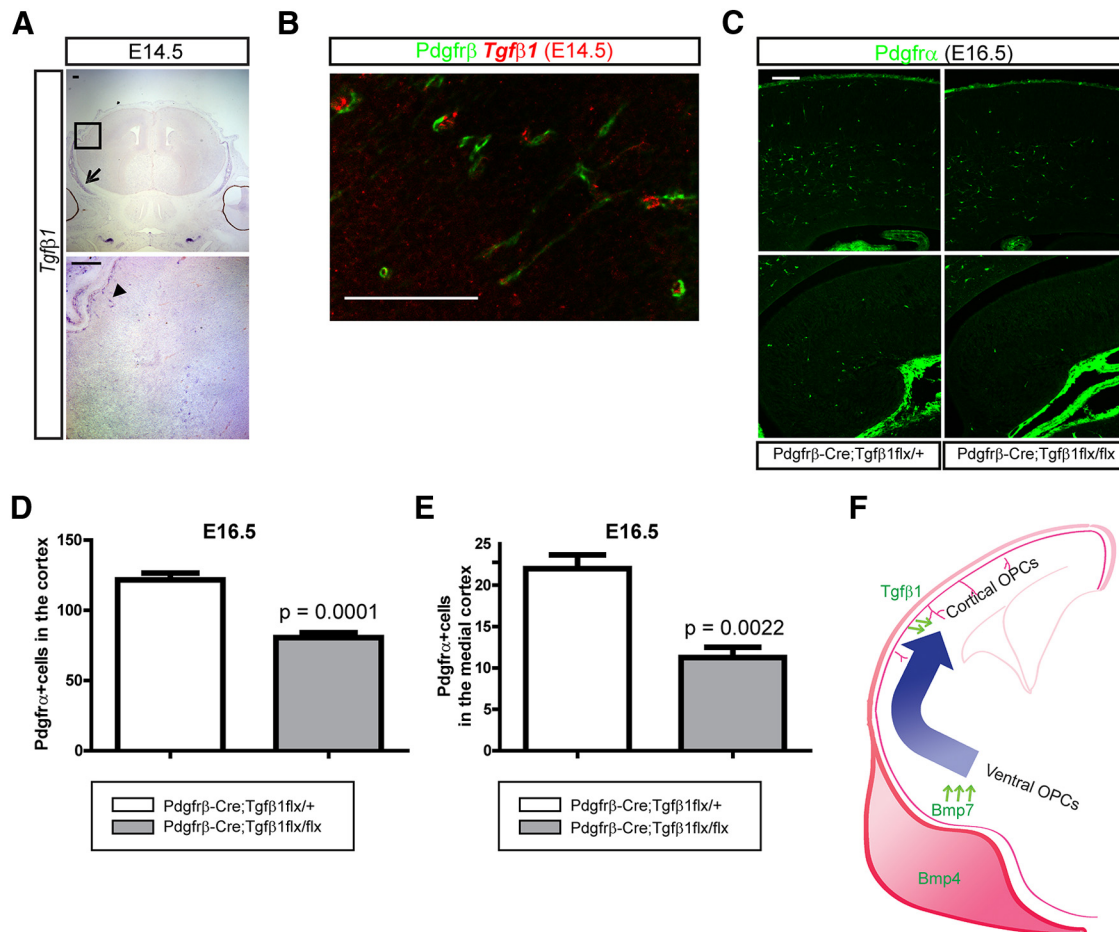 A
E14.5
Tgfβ1
B
Pdgfrβ Tgfβ1 (E14.5)
C
Pdgfrα (E16.5)
Pdgfrβ-Cre;Tgfβ1flx/+
Pdgfrβ-Cre;Tgfβ1flx/flx
D
E16.5
Pdgfrα+cells in the cortex
150
100
50
0
p = 0.0001
Pdgfrβ-Cre;Tgfβ1flx/+
Pdgfrβ-Cre;Tgfβ1flx/flx
E
E16.5
Pdgfrα+cells
in the medial cortex
25
22
15
10
5
0
p = 0.0022
Pdgfrβ-Cre;Tgfβ1flx/+
Pdgfrβ-Cre;Tgfβ1flx/flx
F
Tgfβ1
Cortical OPCs
Ventral OPCs
Bmp7
Bmp4